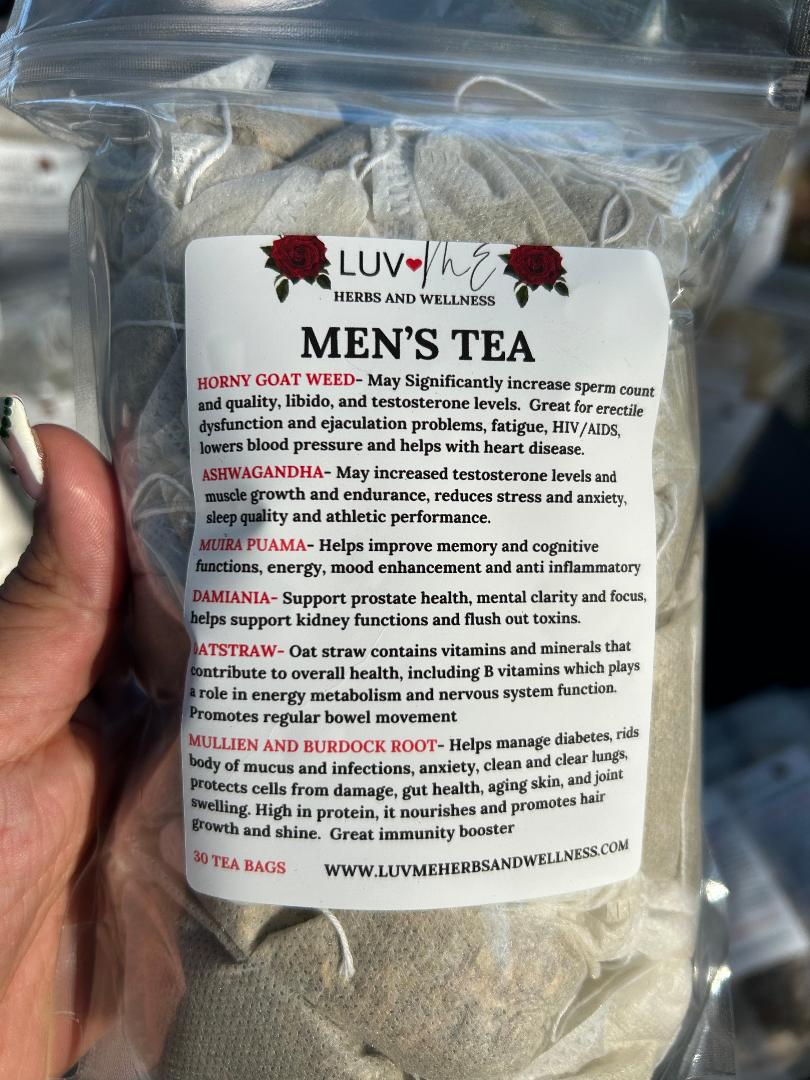 LUV ME
HERBS AND WELLNESS
MEN'S TEA
HORNY GOAT WEED- May Significantly increase sperm count
and quality, libido, and testosterone levels. Great for erectile
dysfunction and ejaculation problems, fatigue, HIV/AIDS,
lowers blood pressure and helps with heart disease.
ASHWAGANDHA- May increased testosterone levels and
muscle growth and endurance, reduces stress and anxiety,
sleep quality and athletic performance.
MUIRA PUAMA- Helps improve memory and cognitive
functions, energy, mood enhancement and anti inflammatory
DAMIANIA- Support prostate health, mental clarity and focus,
helps support kidney functions and flush out toxins.
OATSTRAW- Oat straw contains vitamins and minerals that
contribute to overall health, including B vitamins which plays
a role in energy metabolism and nervous system function.
Promotes regular bowel movement
MULLIEN AND BURDOCK ROOT- Helps manage diabetes, rids
body of mucus and infections, anxiety, clean and clear lungs,
protects cells from damage, gut health, aging skin, and joint
swelling. High in protein, it nourishes and promotes hair
growth and shine. Great immunity booster
30 TEA BAGS WWW.LUVMEHERBSANDWELLNESS.COM